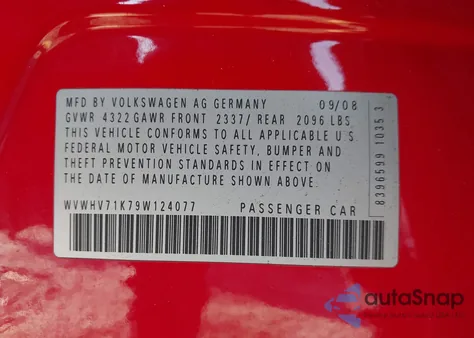 MFD BY VOLKSWAGEN AG GERMANY 09/08
GVWR 4322 GAWR FRONT 2337/ REAR 2096 LBS
THIS VEHICLE CONFORMS TO ALL APPLICABLE U.S
FEDERAL MOTOR VEHICLE SAFETY, BUMPER AND
THEFT PREVENTION STANDARDS IN EFFECT ON
THE DATE OF MANUFACTURE SHOWN ABOVE.
WVWHV71K79W124077 PASSENGER CAR
8396599 1035 3
autoSnap